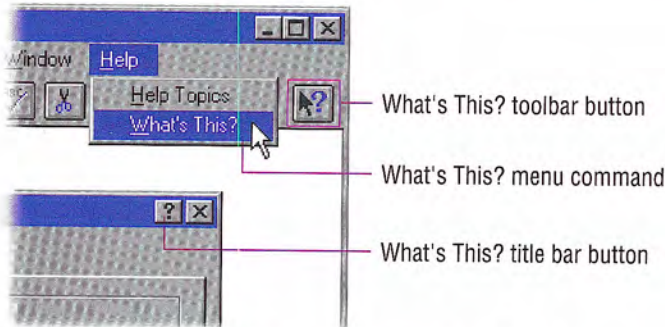 Window Help
Help Topics
What's This?
What's This? toolbar button
What's This? menu command
?
What's This? title bar button